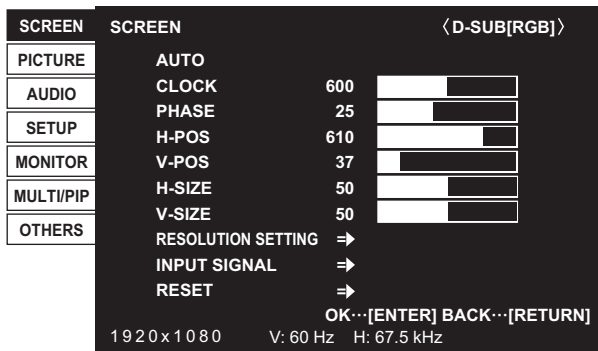 SCREEN
PICTURE
AUDIO
SETUP
MONITOR
MULTI/PIP
OTHERS
SCREEN 〈D-SUB[RGB]〉
AUTO
CLOCK 600
PHASE 25
H-POS 610
V-POS 37
H-SIZE 50
V-SIZE 50
RESOLUTION SETTING
INPUT SIGNAL
RESET
OK···[ENTER] BACK···[RETURN]
1920x1080 V: 60 Hz H: 67.5 kHz